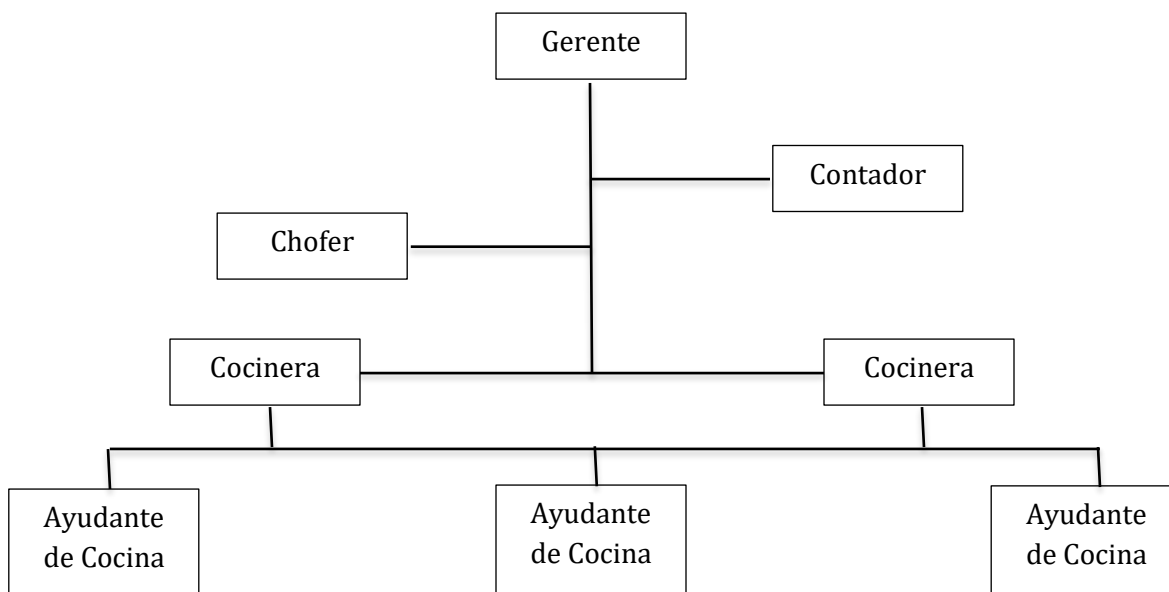 Gerente
Contador
Chofer
Cocinera
Cocinera
Ayudante
de Cocina
Ayudante
de Cocina
Ayudante
de Cocina